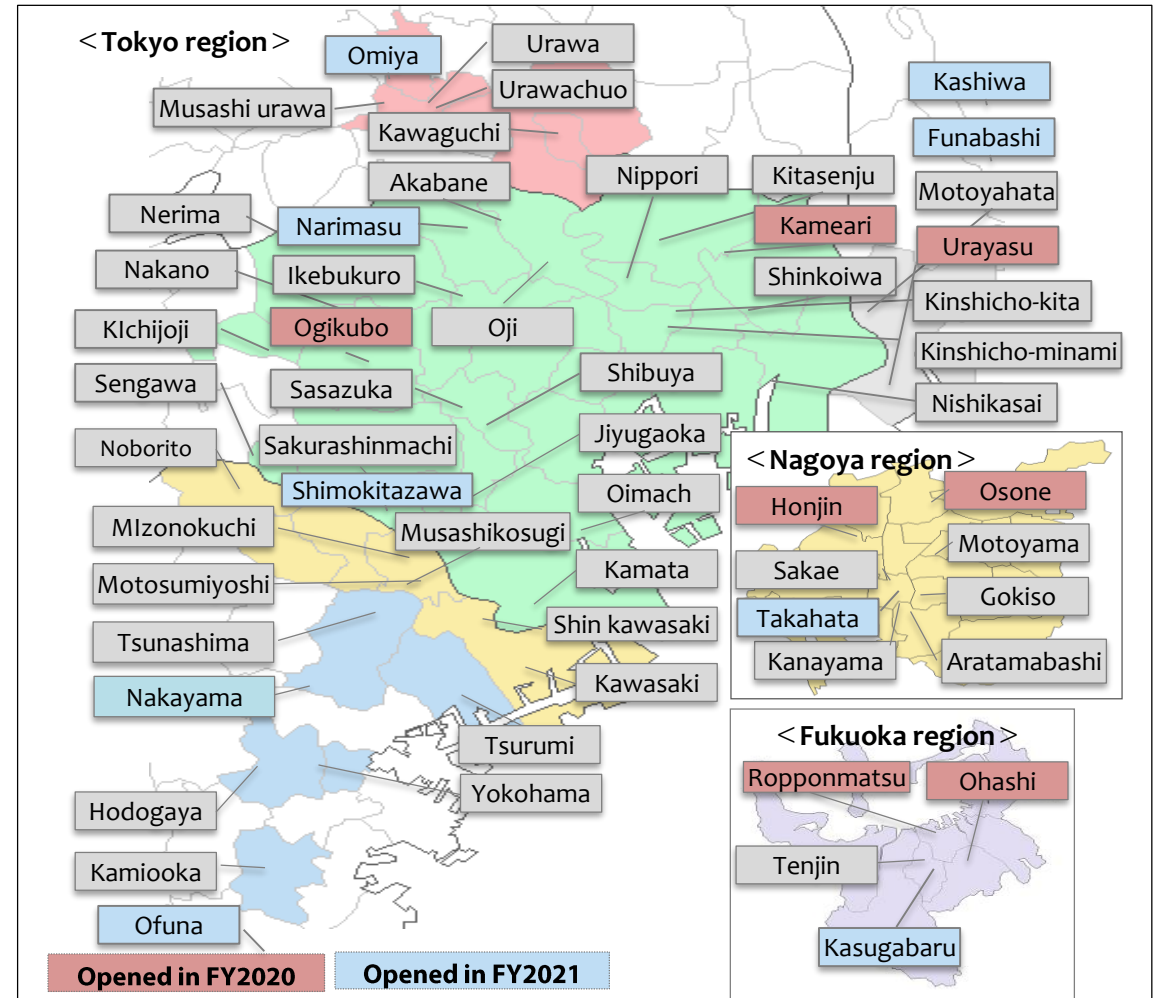 ＜Tokyo region＞
Urawa
Omiya
Kashiwa
Urawachuo
Musashi urawa
Kawaguchi
Funabashi
Akabane
Nippori
Kitasenju
Motoyahata
Nerima
Narimasu
Kameari
Urayasu
Nakano
Ikebukuro
Shinkoiwa
Kinshicho-kita
KIchijoji
Ogikubo
Oji
Kinshicho-minami
Sengawa
Sasazuka
Shibuya
Nishikasai
Noborito
Sakurashinmachi
Jiyugaoka
Shimokitazawa
Oimach
MIzonokuchi
Musashikosugi
Motosumiyoshi
Kamata
Tsunashima
Shin kawasaki
Nakayama
Kawasaki
Tsurumi
Hodogaya
Yokohama
Kamiooka
Ofuna
＜Nagoya region＞
Honjin
Osone
Motoyama
Sakae
Gokiso
Takahata
Kanayama
Aratamabashi
＜Fukuoka region＞
Ropponmatsu
Ohashi
Tenjin
Kasugabaru
Opened in FY2020
Opened in FY2021